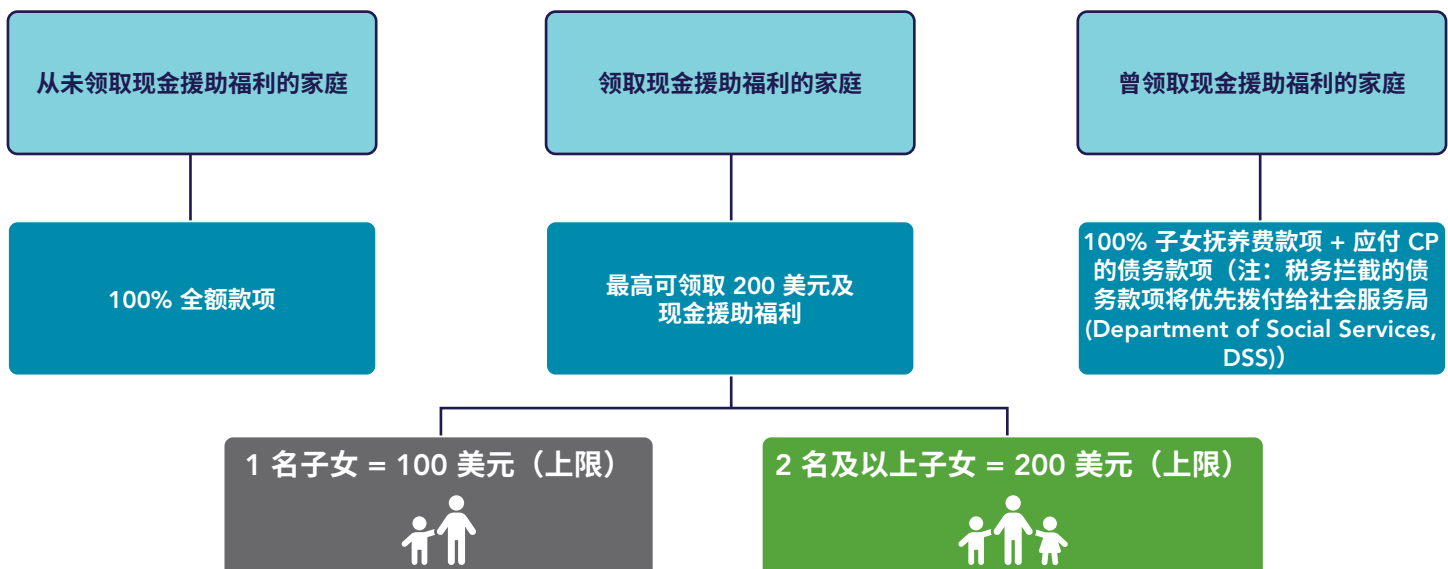 从未领取现金援助福利的家庭
领取现金援助福利的家庭
曾领取现金援助福利的家庭
100% 全额款项
最高可领取 200 美元及
现金援助福利
100% 子女抚养费款项 + 应付 CP
的债务款项（注：税务拦截的债
务款项将优先拨付给社会服务局
(Department of Social Services,
DSS)）
1 名子女 = 100 美元（上限）
2 名及以上子女 = 200 美元（上限）